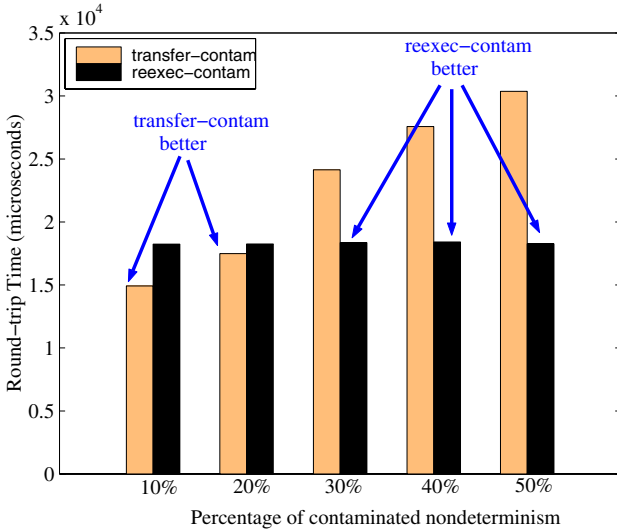 x 10^4
3.5
3
2.5
2
1.5
1
0.5
0
Round−trip Time (microseconds)
transfer−contam
reexec−contam
transfer−contam
better
reexec−contam
better
10%
20%
30%
40%
50%
Percentage of contaminated nondeterminism